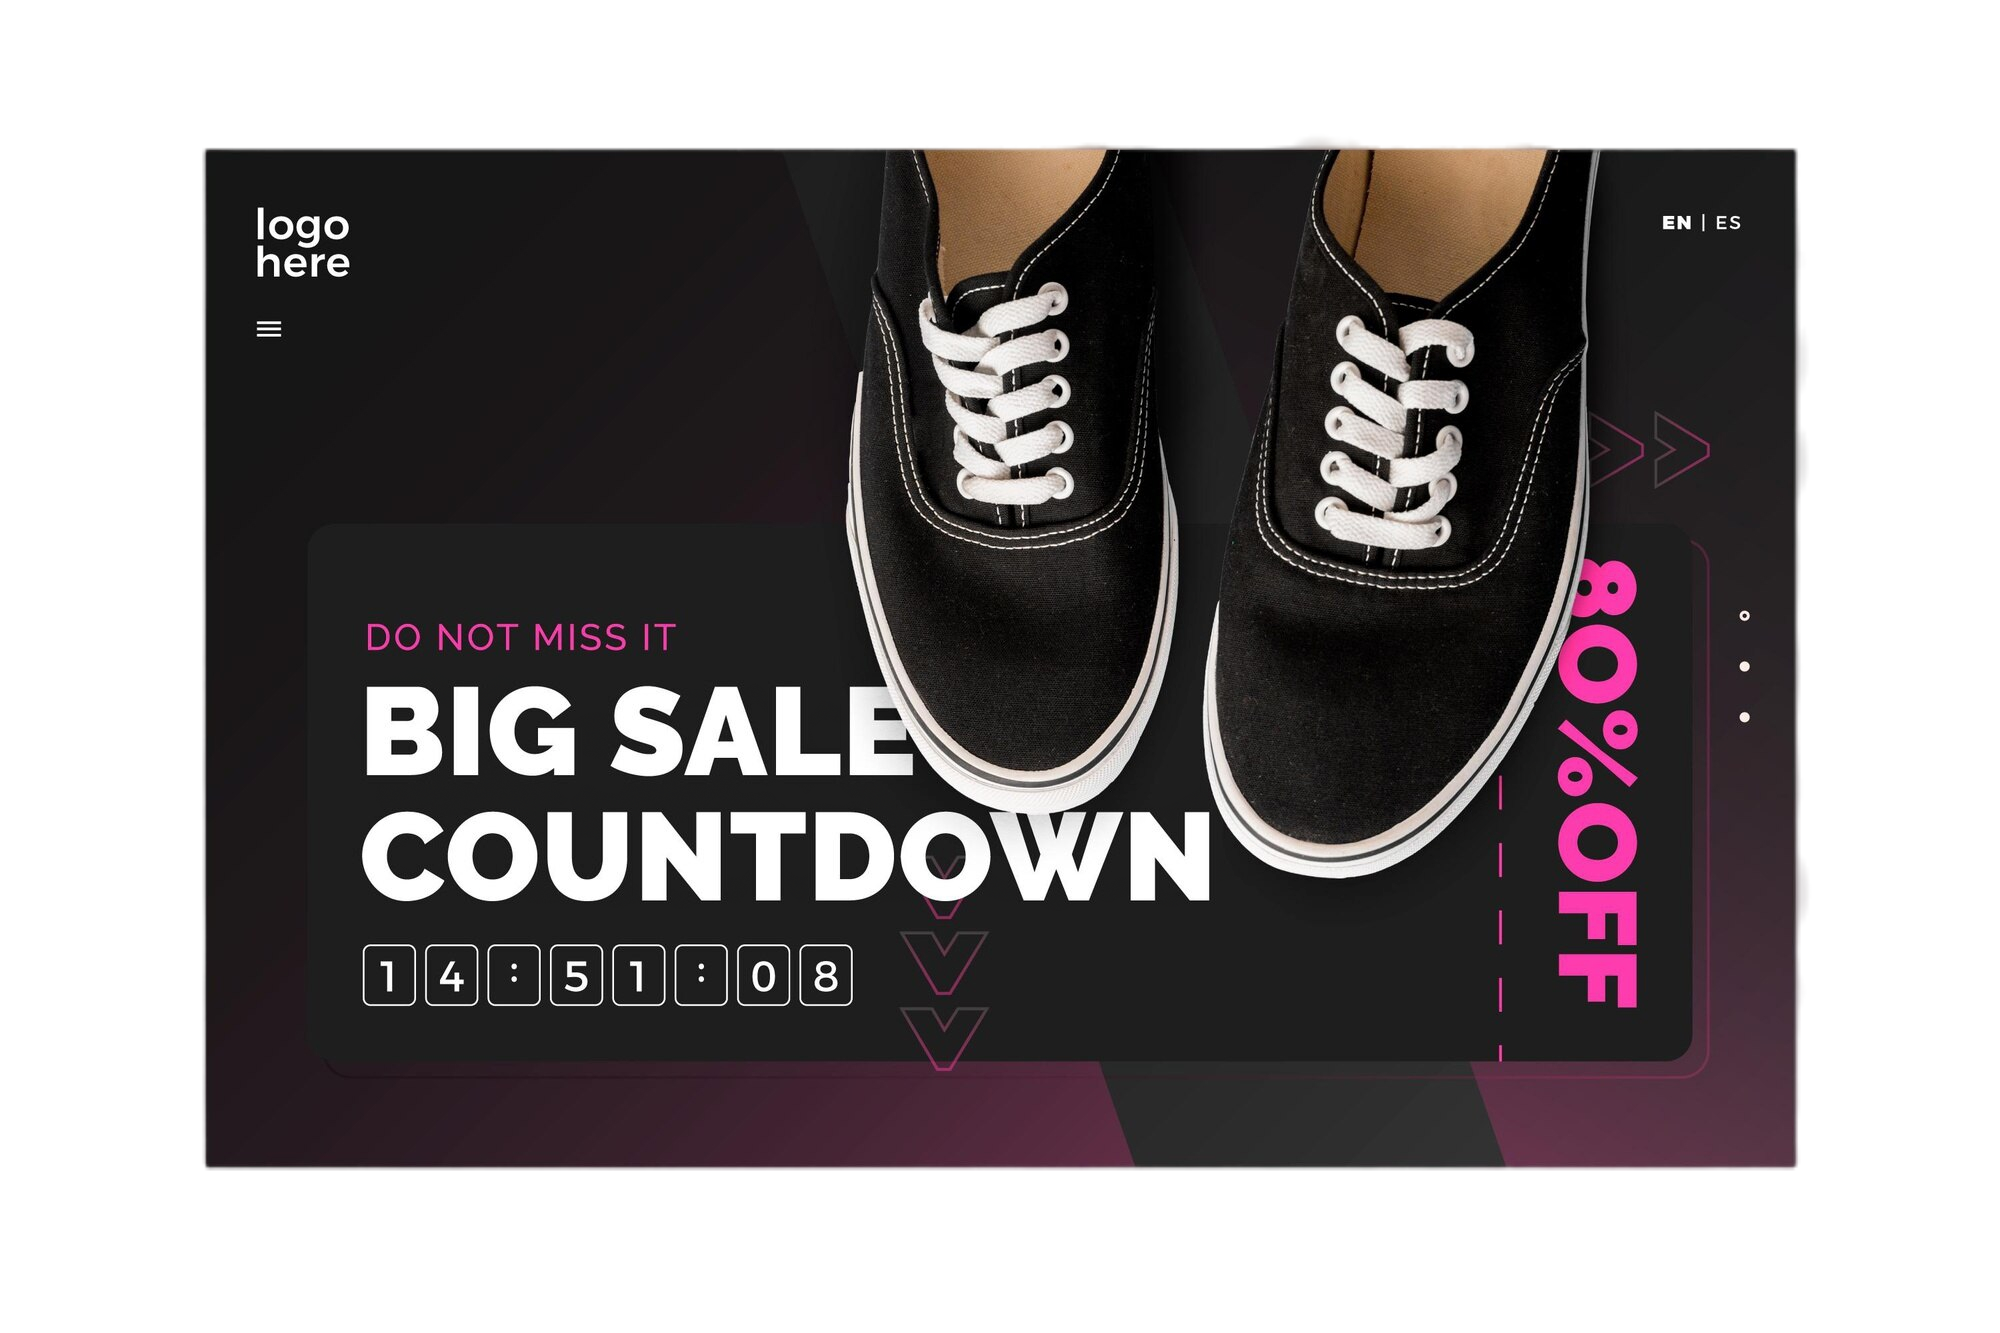 logo
here
EN | ES
DO NOT MISS IT
BIG SALE
COUNTDOWN
14:51:08
80%OFF